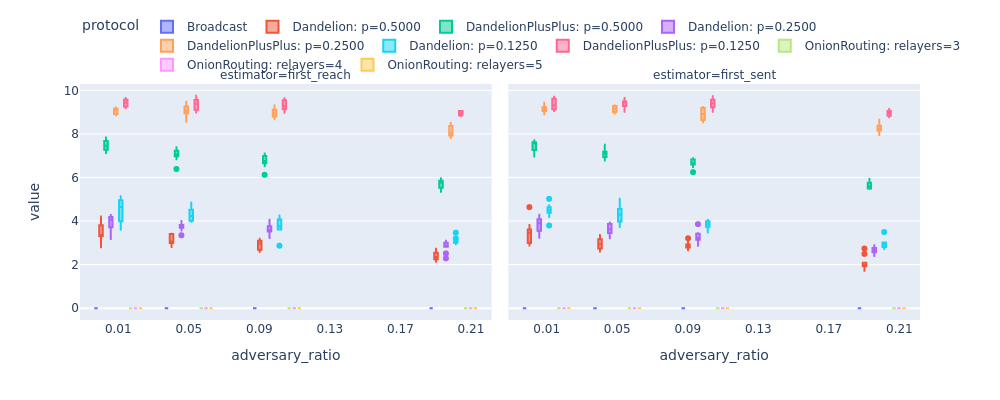 protocol
Broadcast
Dandelion: p=0.5000
DandelionPlusPlus: p=0.5000
Dandelion: p=0.2500
DandelionPlusPlus: p=0.2500
Dandelion: p=0.1250
DandelionPlusPlus: p=0.1250
OnionRouting: relayers=3
OnionRouting: relayers=4
OnionRouting: relayers=5
estimator=first_reach
estimator=first_sent
value
10
8
6
4
2
0
0.01 0.05 0.09 0.13 0.17 0.21
0.01 0.05 0.09 0.13 0.17 0.21
adversary_ratio
adversary_ratio